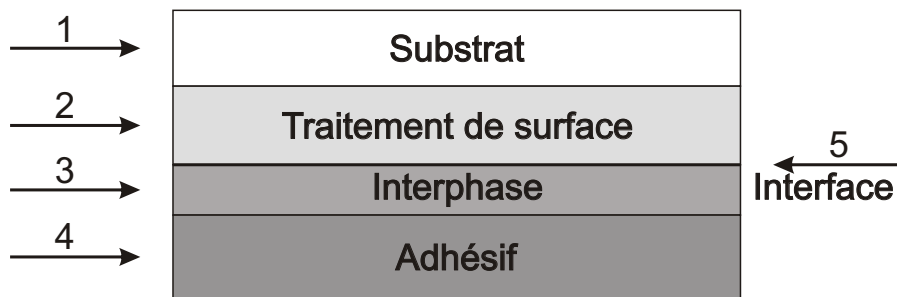 1
Substrat
2
Traitement de surface
5
3
Interphase
Interface
4
Adhésif